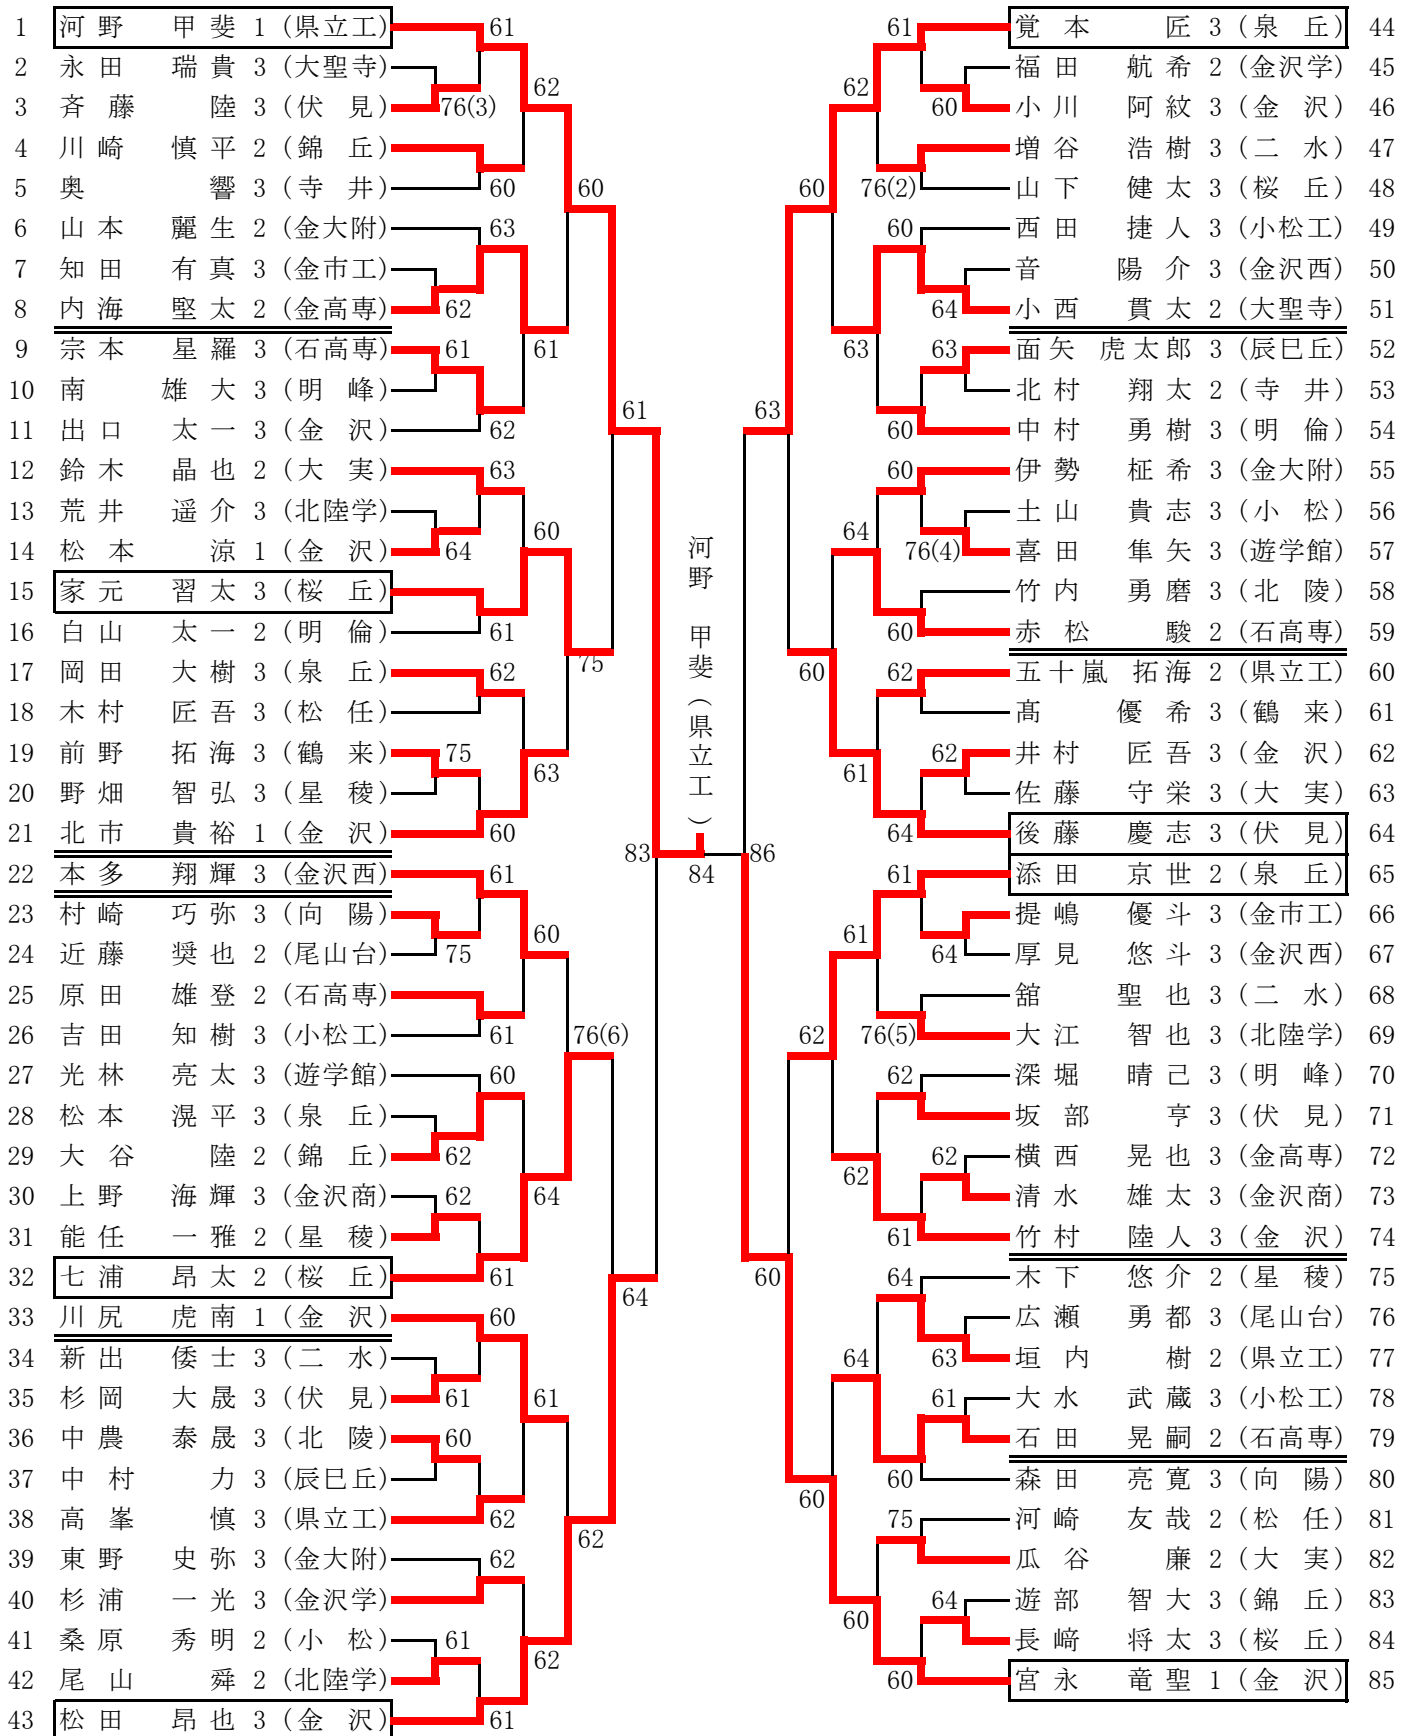 1 河野 甲斐 1 (県立工)
2 永田 瑞貴 3 (大聖寺)
3 斉藤 陸 3 (伏見)
4 川崎 慎平 2 (錦丘)
5 奥 響 3 (寺井)
6 山本 麗生 2 (金大附)
7 知田 有真 3 (金市工)
8 内海 堅太 2 (金高専)
9 宗本 星羅 3 (石高専)
10 南 雄大 3 (明峰)
11 出口 太一 3 (金沢)
12 鈴木 晶也 2 (大実)
13 荒井 遥介 3 (北陸学)
14 松本 涼 1 (金沢)
15 家元 習太 3 (桜丘)
16 白山 太一 2 (明倫)
17 岡田 大樹 3 (泉丘)
18 木村 匠吾 3 (松任)
19 前野 拓海 3 (鶴来)
20 野畑 智弘 3 (星稜)
21 北市 貴裕 1 (金沢)
22 本多 翔輝 3 (金沢西)
23 村崎 巧弥 3 (向陽)
24 近藤 奨也 2 (尾山台)
25 原田 雄登 2 (石高専)
26 吉田 知樹 3 (小松工)
27 光林 亮太 3 (遊学館)
28 松本 滉平 3 (泉丘)
29 大谷 陸 2 (錦丘)
30 上野 海輝 3 (金沢商)
31 能任 一雅 2 (星稜)
32 七浦 昂太 2 (桜丘)
33 川尻 虎南 1 (金沢)
34 新出 倭士 3 (二水)
35 杉岡 大晟 3 (伏見)
36 中農 泰晟 3 (北陵)
37 中村 力 3 (辰巳丘)
38 高峯 慎 3 (県立工)
39 東野 史弥 3 (金大附)
40 杉浦 一光 3 (金沢学)
41 桑原 秀明 2 (小松)
42 尾山 舜 2 (北陸学)
43 松田 昂也 3 (金沢)
61
76(3)
62
60
60
63
62
61
61
62
61
63
64
60
61
75
62
75
63
60
83
61
75
60
61
76(6)
60
62
64
62
61
64
60
61
61
60
62
62
62
61
62
61
河野 甲斐(県立工)
84
86
61
60
62
76(2)
60
60
64
63
63
60
63
60
76(4)
64
60
60
62
62
61
64
61
64
61
76(5)
62
62
62
62
61
60
64
63
64
61
60
60
75
64
60
60
覚本 匠 3 (泉丘) 44
福田 航希 2 (金沢学) 45
小川 阿紋 3 (金沢) 46
増谷 浩樹 3 (二水) 47
山下 健太 3 (桜丘) 48
西田 捷人 3 (小松工) 49
音 陽介 3 (金沢西) 50
小西 貫太 2 (大聖寺) 51
面矢 虎太郎 3 (辰巳丘) 52
北村 翔太 2 (寺井) 53
中村 勇樹 3 (明倫) 54
伊勢 柾希 3 (金大附) 55
土山 貴志 3 (小松) 56
喜田 隼矢 3 (遊学館) 57
竹内 勇磨 3 (北陵) 58
赤松 駿 2 (石高専) 59
五十嵐 拓海 2 (県立工) 60
髙 優希 3 (鶴来) 61
井村 匠吾 3 (金沢) 62
佐藤 守栄 3 (大実) 63
後藤 慶志 3 (伏見) 64
添田 京世 2 (泉丘) 65
提嶋 優斗 3 (金市工) 66
厚見 悠斗 3 (金沢西) 67
舘 聖也 3 (二水) 68
大江 智也 3 (北陸学) 69
深堀 晴己 3 (明峰) 70
坂部 亨 3 (伏見) 71
横西 晃也 3 (金高専) 72
清水 雄太 3 (金沢商) 73
竹村 陸人 3 (金沢) 74
木下 悠介 2 (星稜) 75
広瀬 勇都 3 (尾山台) 76
垣内 樹 2 (県立工) 77
大水 武蔵 3 (小松工) 78
石田 晃嗣 2 (石高専) 79
森田 亮寛 3 (向陽) 80
河崎 友哉 2 (松任) 81
瓜谷 廉 2 (大実) 82
遊部 智大 3 (錦丘) 83
長﨑 将太 3 (桜丘) 84
宮永 竜聖 1 (金沢) 85